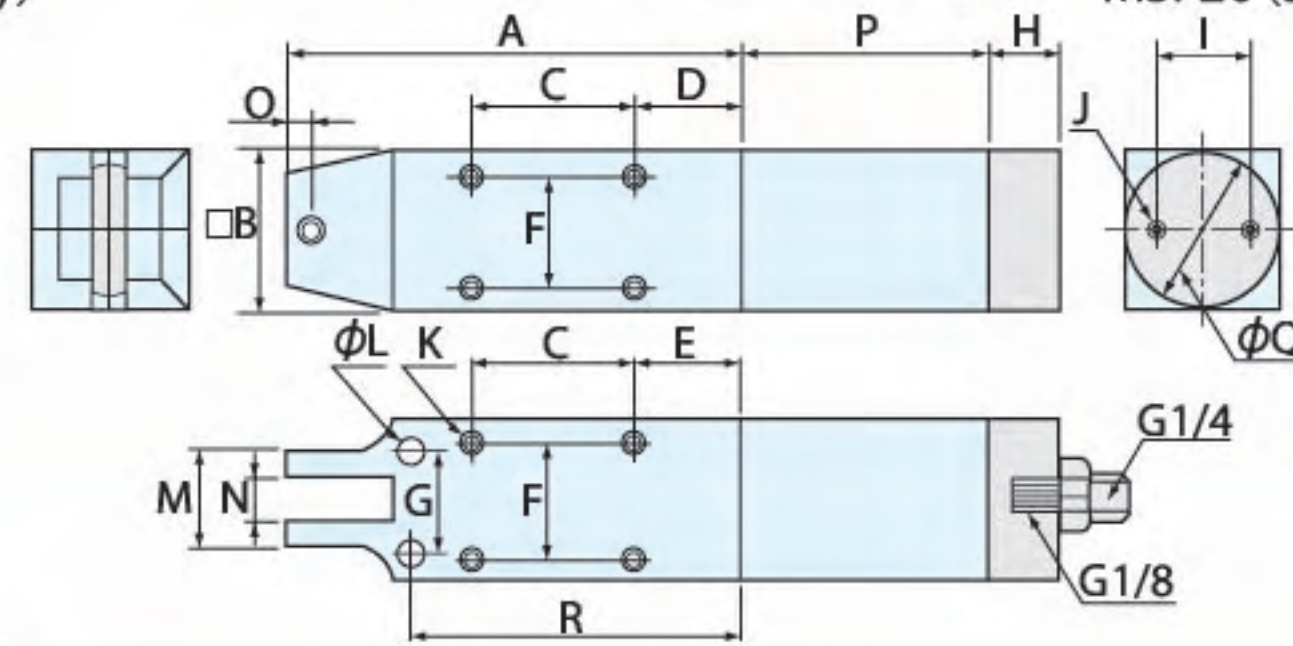 A P H I
C D
O J
□B F
φQ
φL K C E
G1/4
M N G F
G1/8
R